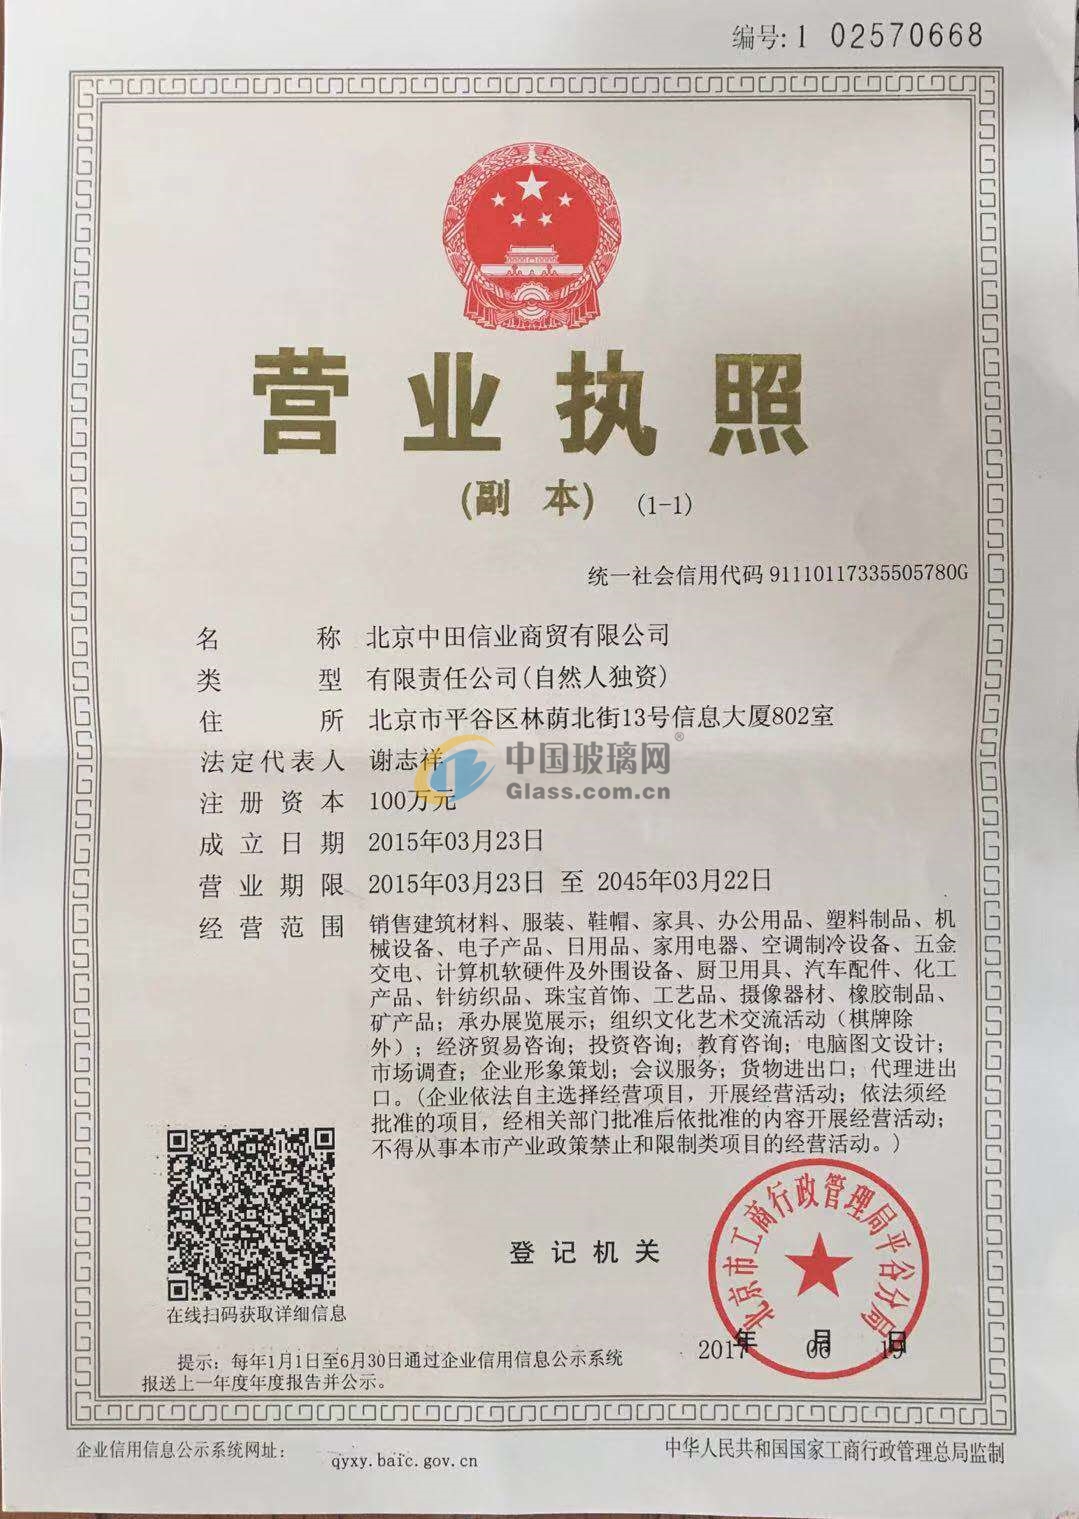 编号: 1 02570668
营业执照
(副 本) (1-1)
统一社会信用代码 91110117335505780G
名称 北京中田信业商贸有限公司
类型 有限责任公司(自然人独资)
住所 北京市平谷区林荫北街13号信息大厦802室
法定代表人 谢志祥
中国玻璃网®
Glass.com.cn
注册资本 100万元
成立日期 2015年03月23日
营业期限 2015年03月23日 至 2045年03月22日
经营范围 销售建筑材料、服装、鞋帽、家具、办公用品、塑料制品、机
械设备、电子产品、日用品、家用电器、空调制冷设备、五金
交电、计算机软硬件及外围设备、厨卫用具、汽车配件、化工
产品、针纺织品、珠宝首饰、工艺品、摄像器材、橡胶制品、
矿产品；承办展览展示；组织文化艺术交流活动（棋牌除
外）；经济贸易咨询；投资咨询；教育咨询；电脑图文设计；
市场调查；企业形象策划；会议服务；货物进出口；代理进出
口。(企业依法自主选择经营项目，开展经营活动；依法须经
批准的项目，经相关部门批准后依批准的内容开展经营活动；
不得从事本市产业政策禁止和限制类项目的经营活动。)
在线扫码获取详细信息
登记机关
北京市工商行政管理局平谷分局
2017年 06月 19日
提示: 每年1月1日至6月30日通过企业信用信息公示系统
报送上一年度年度报告并公示。
企业信用信息公示系统网址： qyxy.baic.gov.cn
中华人民共和国国家工商行政管理总局监制